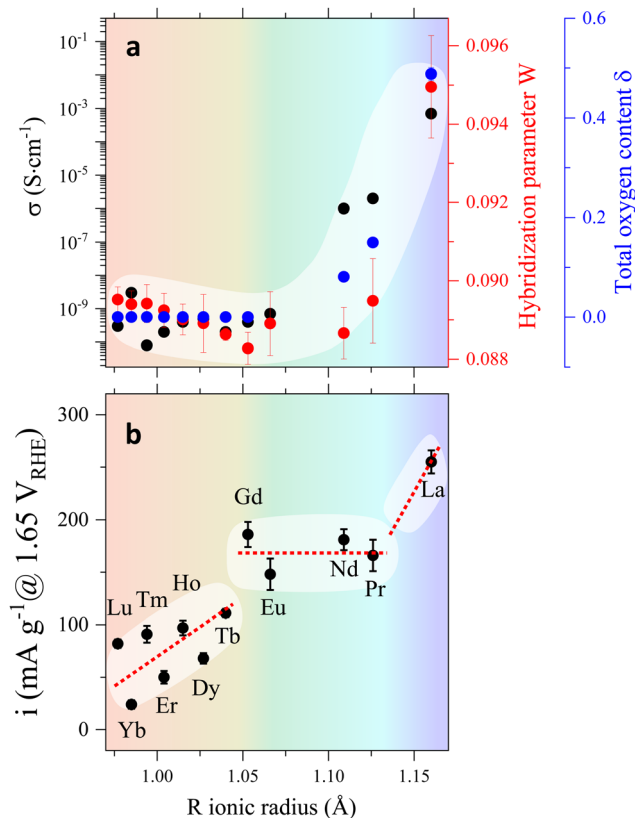 a
10⁻¹
10⁻³
10⁻⁵
10⁻⁷
10⁻⁹
σ (S·cm⁻¹)
0.096
0.094
0.092
0.090
0.088
Hybridization parameter W
0.6
0.4
0.2
0.0
Total oxygen content δ
b
300
200
100
0
i (mA g⁻¹@ 1.65 V_RHE)
Lu
Tm
Ho
Gd
La
Yb
Er
Dy
Tb
Eu
Nd
Pr
1.00
1.05
1.10
1.15
R ionic radius (Å)